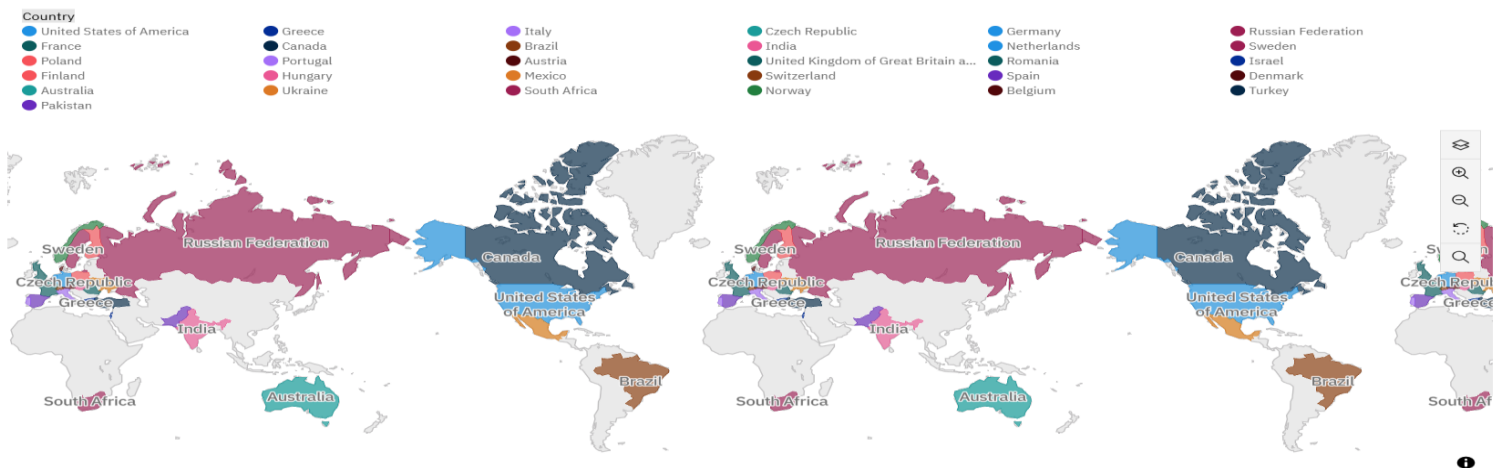 Country
United States of America Greece Italy Czech Republic Germany Russian Federation
France Canada Brazil India Netherlands Sweden
Poland Portugal Austria United Kingdom of Great Britain a... Romania Israel
Finland Hungary Mexico Switzerland Spain Denmark
Australia Ukraine South Africa Norway Belgium Turkey
Pakistan
Sweden Russian Federation Canada Sweden Russian Federation Canada
Czech Republic Czech Republic
Greece United States Greece United States Greece
of America of America
India India
Brazil Brazil
South Africa Australia South Africa Australia South Af